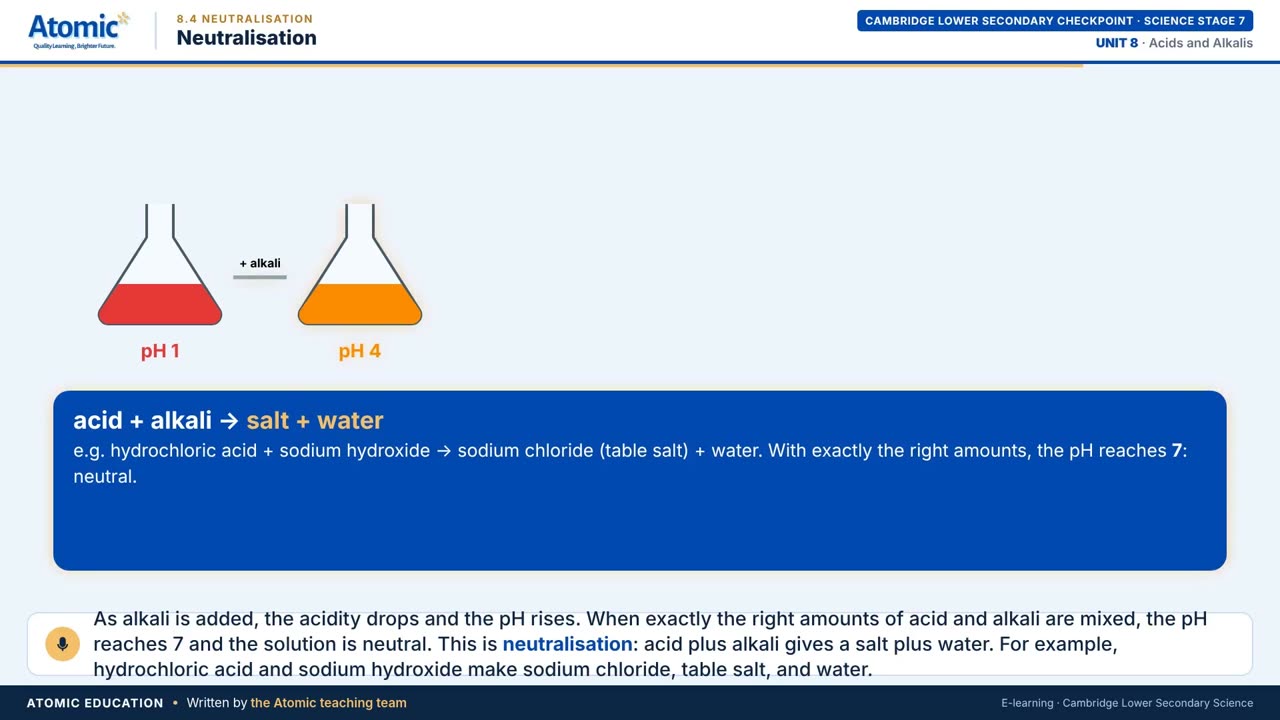 Atomic
Quality Learning, Brighter Future.
8.4 NEUTRALISATION
Neutralisation
CAMBRIDGE LOWER SECONDARY CHECKPOINT · SCIENCE STAGE 7
UNIT 8 · Acids and Alkalis
+ alkali
pH 1
pH 4
acid + alkali → salt + water
e.g. hydrochloric acid + sodium hydroxide → sodium chloride (table salt) + water. With exactly the right amounts, the pH reaches 7:
neutral.
As alkali is added, the acidity drops and the pH rises. When exactly the right amounts of acid and alkali are mixed, the pH
reaches 7 and the solution is neutral. This is neutralisation: acid plus alkali gives a salt plus water. For example,
hydrochloric acid and sodium hydroxide make sodium chloride, table salt, and water.
ATOMIC EDUCATION • Written by the Atomic teaching team
E-learning · Cambridge Lower Secondary Science